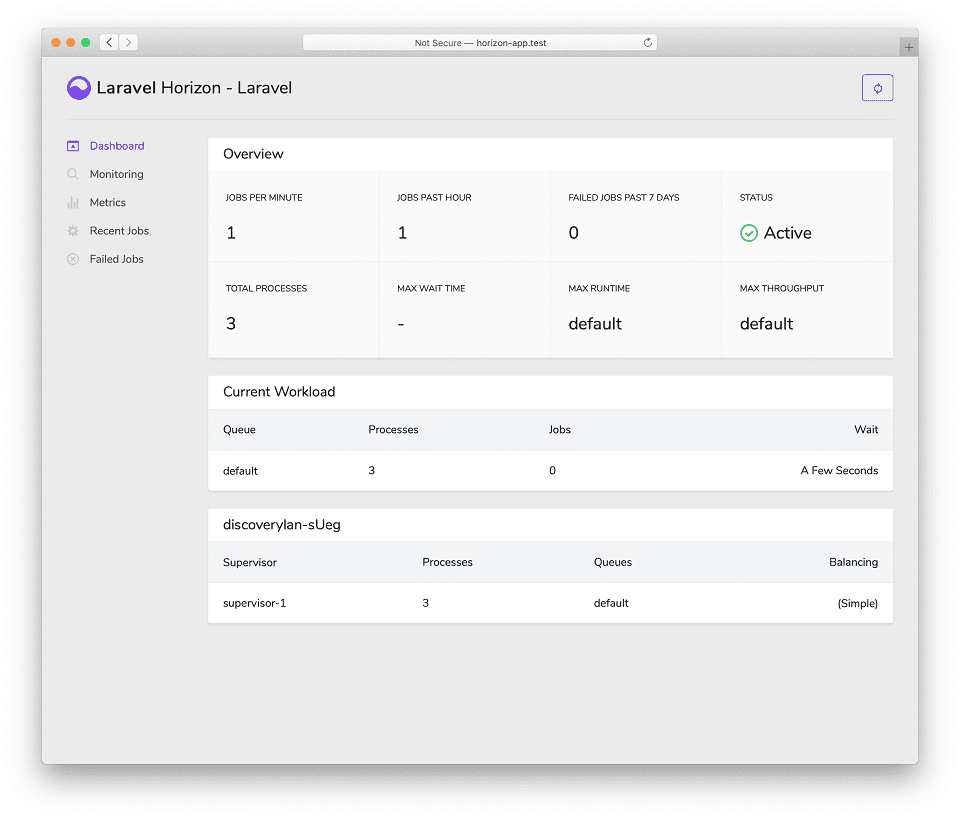 Not Secure — horizon-app.test
Laravel Horizon - Laravel
Dashboard
Monitoring
Metrics
Recent Jobs
Failed Jobs
Overview
JOBS PER MINUTE JOBS PAST HOUR FAILED JOBS PAST 7 DAYS STATUS
1 1 0 Active
TOTAL PROCESSES MAX WAIT TIME MAX RUNTIME MAX THROUGHPUT
3 - default default
Current Workload
Queue Processes Jobs Wait
default 3 0 A Few Seconds
discoverylan-sUeg
Supervisor Processes Queues Balancing
supervisor-1 3 default (Simple)